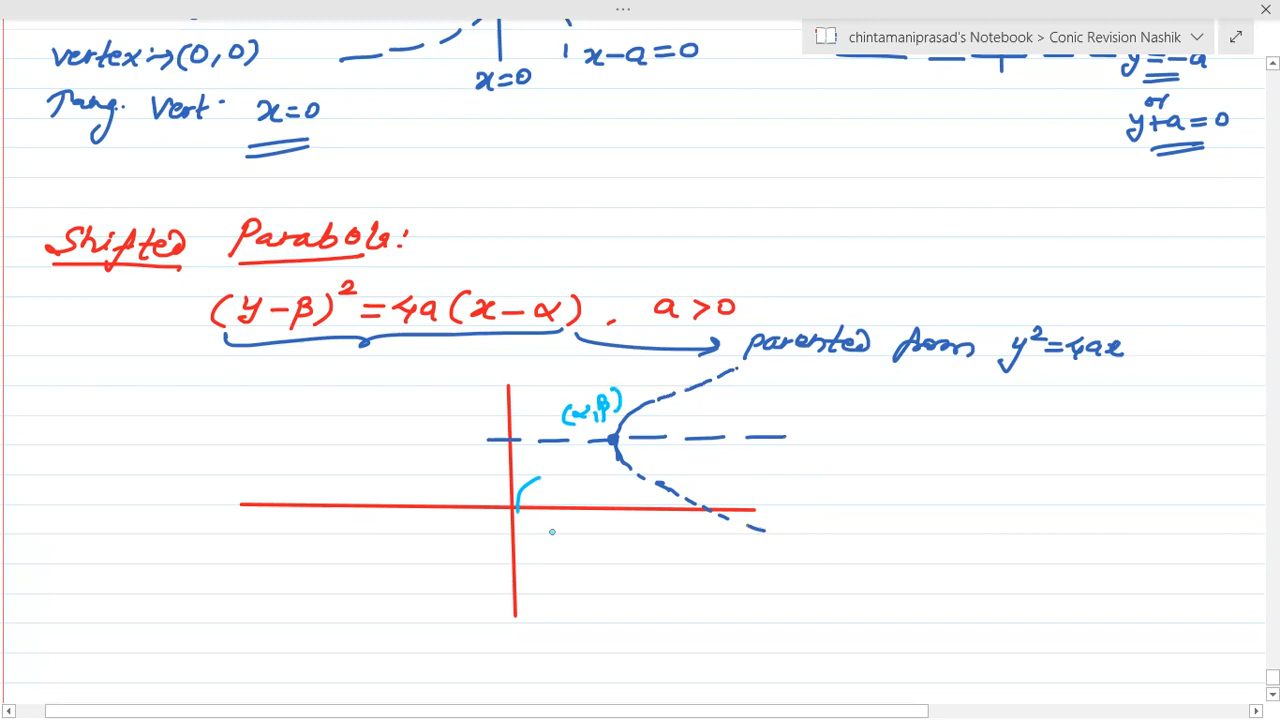 ...
chintamaniprasad's Notebook > Conic Revision Nashik
vertex :→ (0, 0)
x=0
x-a=0
y=-a
or
y+a=0
Tang. Vert. x=0
Shifted Parabola:
(y-β)² = 4a(x-α), a>0
parented from y²=4ax
(α, β)